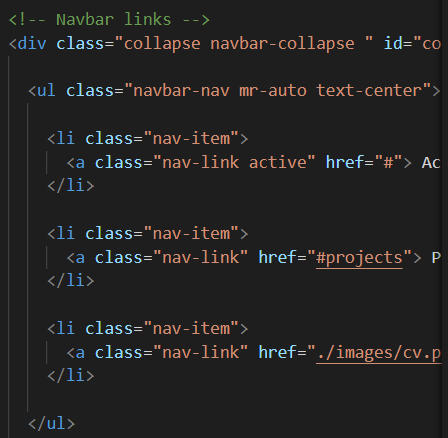 <!-- Navbar links -->
<div class="collapse navbar-collapse " id="co
<ul class="navbar-nav mr-auto text-center">
<li class="nav-item">
<a class="nav-link active" href="#"> Ac
</li>
<li class="nav-item">
<a class="nav-link" href="#projects"> P
</li>
<li class="nav-item">
<a class="nav-link" href="./images/cv.p
</li>
</ul>